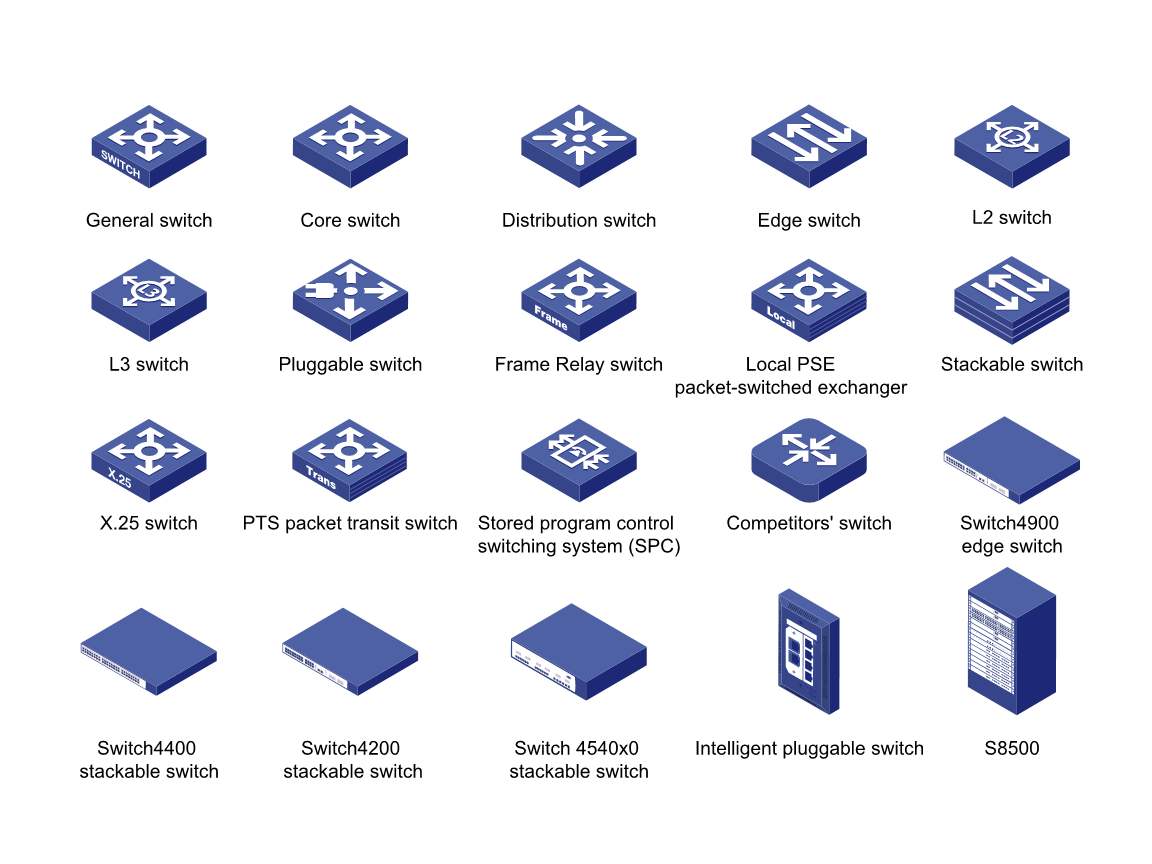 SWITCH
General switch
Core switch
Distribution switch
Edge switch
L2
L2 switch
L3
L3 switch
Pluggable switch
Frame
Frame Relay switch
Local
Local PSE
packet-switched exchanger
Stackable switch
X.25
X.25 switch
Trans
PTS packet transit switch
Stored program control
switching system (SPC)
Competitors' switch
Switch4900
edge switch
Switch4400
stackable switch
Switch4200
stackable switch
Switch 4540x0
stackable switch
Intelligent pluggable switch
S8500